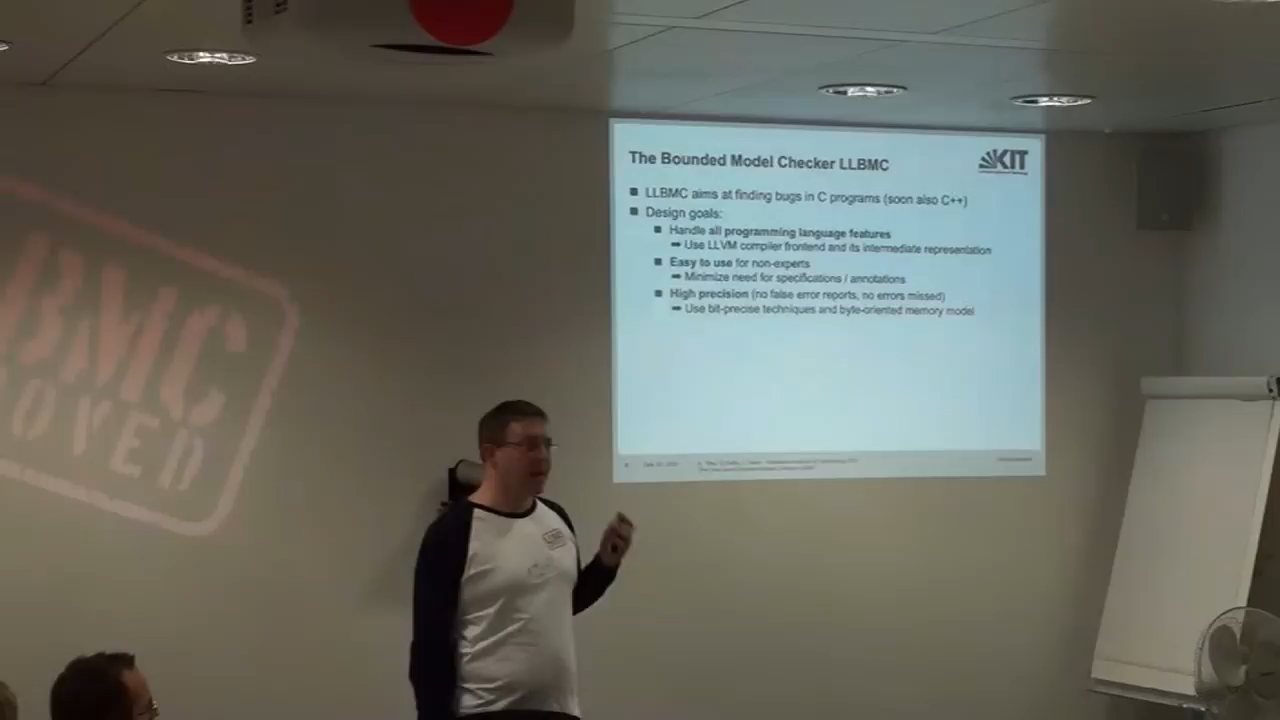 The Bounded Model Checker LLBMC
KIT
LLBMC aims at finding bugs in C programs (soon also C++)
Design goals:
Handle all programming language features
➡ Use LLVM compiler frontend and its intermediate representation
Easy to use for non-experts
➡ Minimize need for specifications / annotations
High precision (no false error reports, no errors missed)
➡ Use bit-precise techniques and byte-oriented memory model
BMC
OVED